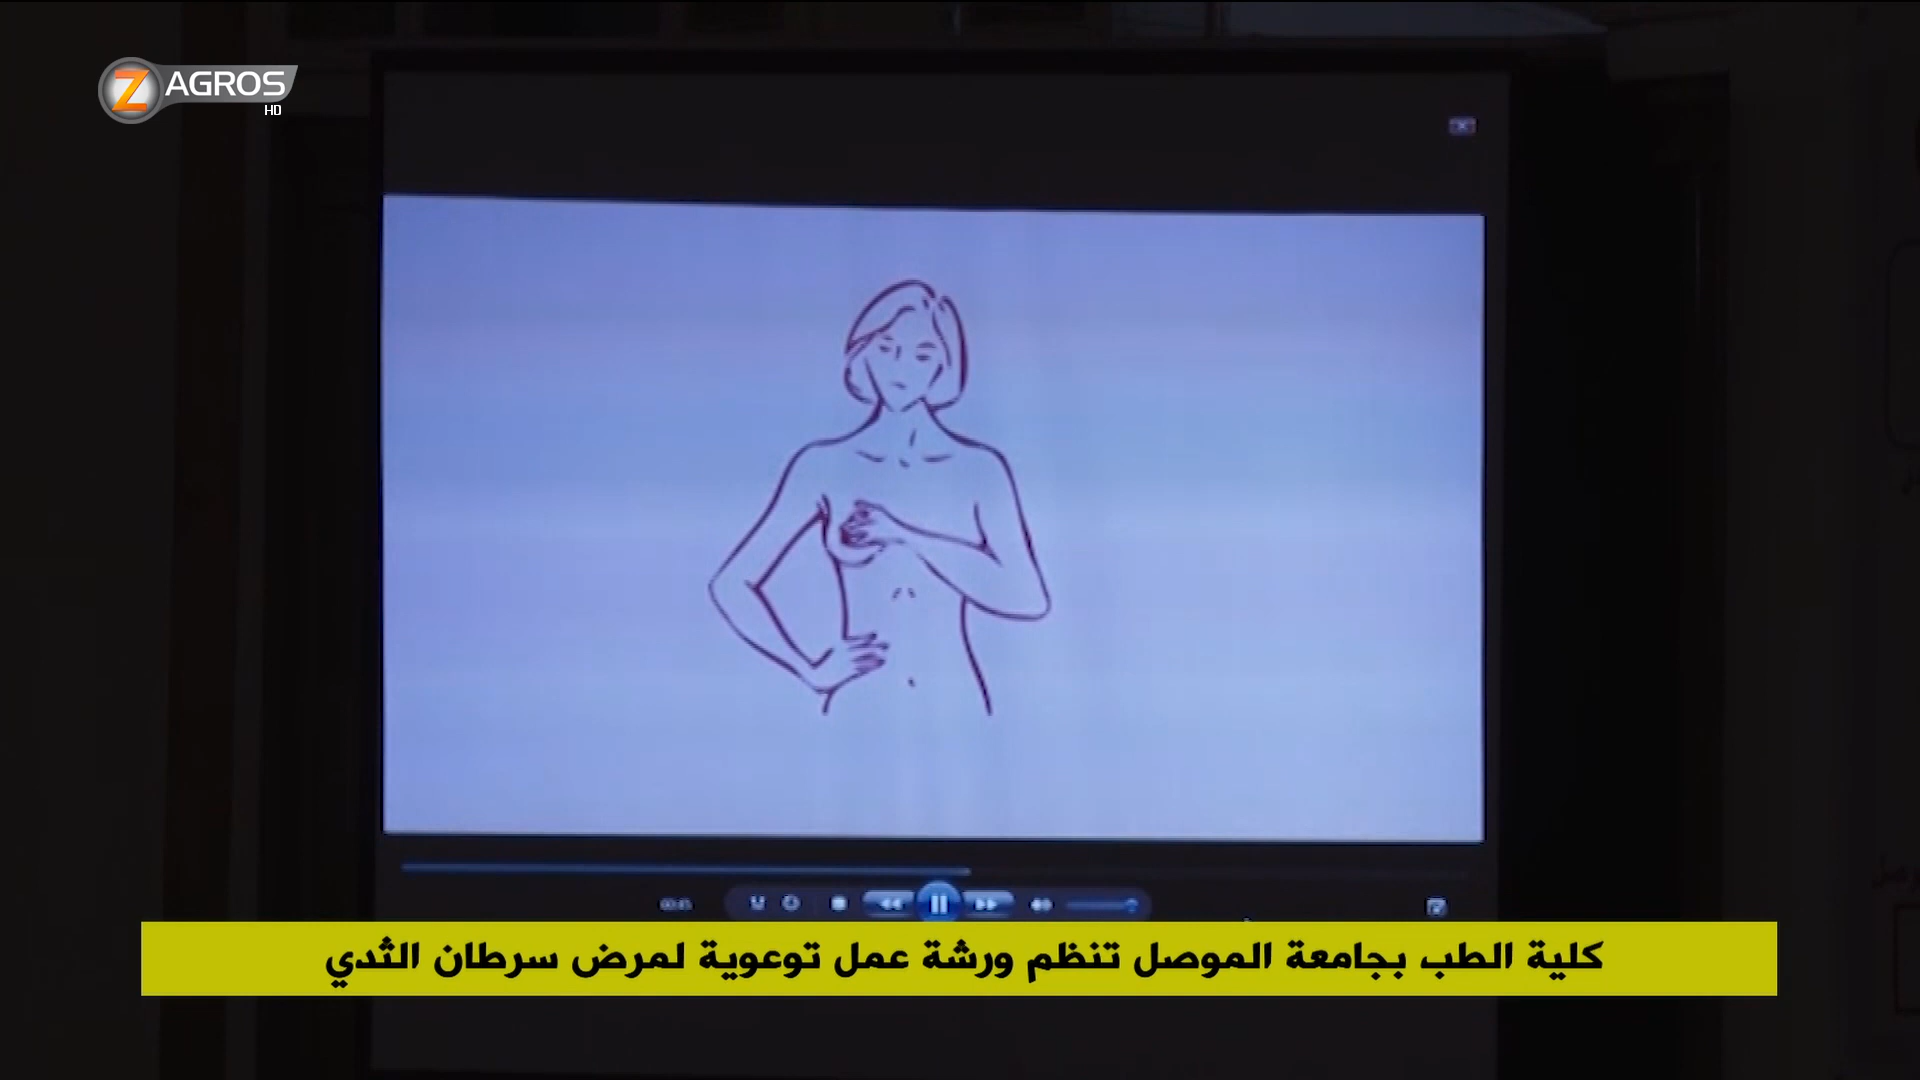 ZAGROS
HD
كلية الطب بجامعة الموصل تنظم ورشة عمل توعوية لمرض سرطان الثدي